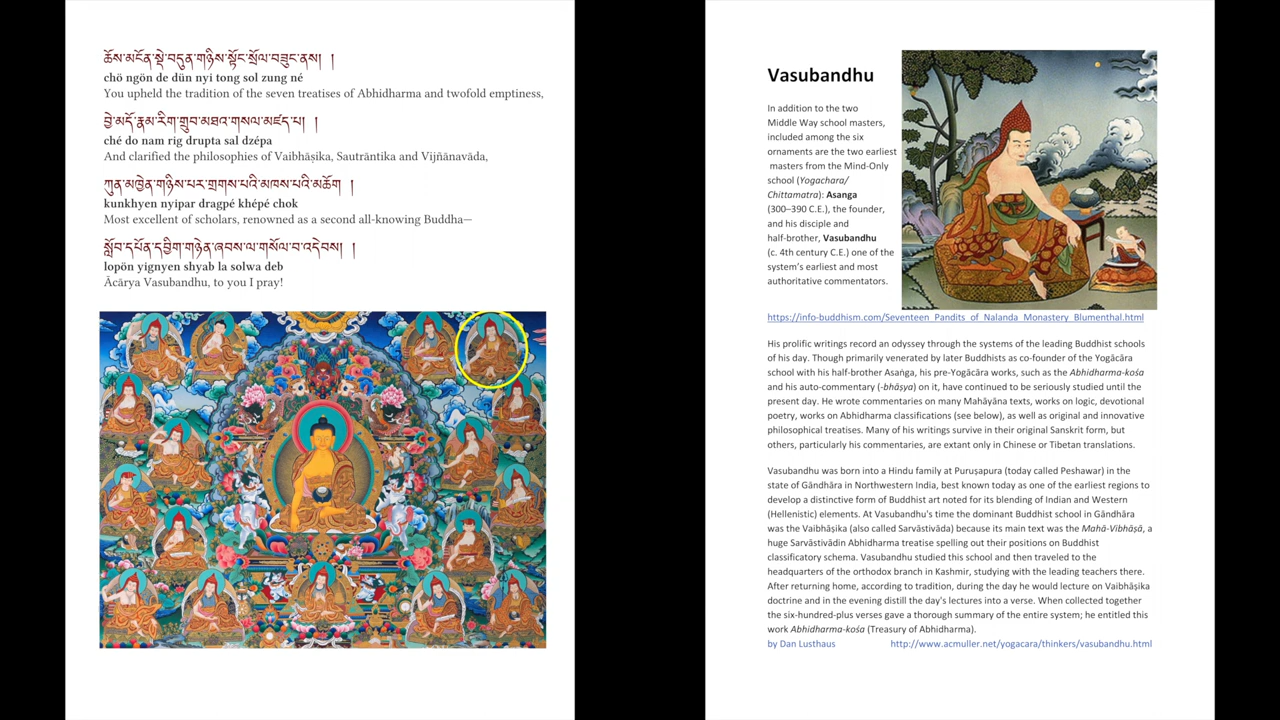 ཆོས་མངོན་སྡེ་བདུན་གཉིས་སྟོང་སྲོལ་བཟུང་ནས། །
chö ngön de dün nyi tong sol zung né
You upheld the tradition of the seven treatises of Abhidharma and twofold emptiness,
བྱེ་མདོ་རྣམ་རིག་གྲུབ་མཐའ་གསལ་མཛད་པ། །
ché do nam rig drupta sal dzépa
And clarified the philosophies of Vaibhāṣika, Sautrāntika and Vijñānavāda,
ཀུན་མཁྱེན་གཉིས་པར་གྲགས་པའི་མཁས་པའི་མཆོག །
kunkhyen nyipar dragpé khépé chok
Most excellent of scholars, renowned as a second all-knowing Buddha—
སློབ་དཔོན་དབྱིག་གཉེན་ཞབས་ལ་གསོལ་བ་འདེབས། །
lopön yignyen shyab la solwa deb
Ācārya Vasubandhu, to you I pray!
Vasubandhu
In addition to the two
Middle Way school masters,
included among the six
ornaments are the two earliest
masters from the Mind-Only
school (Yogachara/
Chittamatra): Asanga
(300–390 C.E.), the founder,
and his disciple and
half-brother, Vasubandhu
(c. 4th century C.E.) one of the
system’s earliest and most
authoritative commentators.
https://info-buddhism.com/Seventeen_Pandits_of_Nalanda_Monastery_Blumenthal.html
His prolific writings record an odyssey through the systems of the leading Buddhist schools
of his day. Though primarily venerated by later Buddhists as co-founder of the Yogācāra
school with his half-brother Asaṅga, his pre-Yogācāra works, such as the Abhidharma-kośa
and his auto-commentary (-bhāṣya) on it, have continued to be seriously studied until the
present day. He wrote commentaries on many Mahāyāna texts, works on logic, devotional
poetry, works on Abhidharma classifications (see below), as well as original and innovative
philosophical treatises. Many of his writings survive in their original Sanskrit form, but
others, particularly his commentaries, are extant only in Chinese or Tibetan translations.
Vasubandhu was born into a Hindu family at Puruṣapura (today called Peshawar) in the
state of Gāndhāra in Northwestern India, best known today as one of the earliest regions to
develop a distinctive form of Buddhist art noted for its blending of Indian and Western
(Hellenistic) elements. At Vasubandhu's time the dominant Buddhist school in Gāndhāra
was the Vaibhāṣika (also called Sarvāstivāda) because its main text was the Mahā-Vibhāṣā, a
huge Sarvāstivādin Abhidharma treatise spelling out their positions on Buddhist
classificatory schema. Vasubandhu studied this school and then traveled to the
headquarters of the orthodox branch in Kashmir, studying with the leading teachers there.
After returning home, according to tradition, during the day he would lecture on Vaibhāṣika
doctrine and in the evening distill the day's lectures into a verse. When collected together
the six-hundred-plus verses gave a thorough summary of the entire system; he entitled this
work Abhidharma-kośa (Treasury of Abhidharma).
by Dan Lusthaus http://www.acmuller.net/yogacara/thinkers/vasubandhu.html